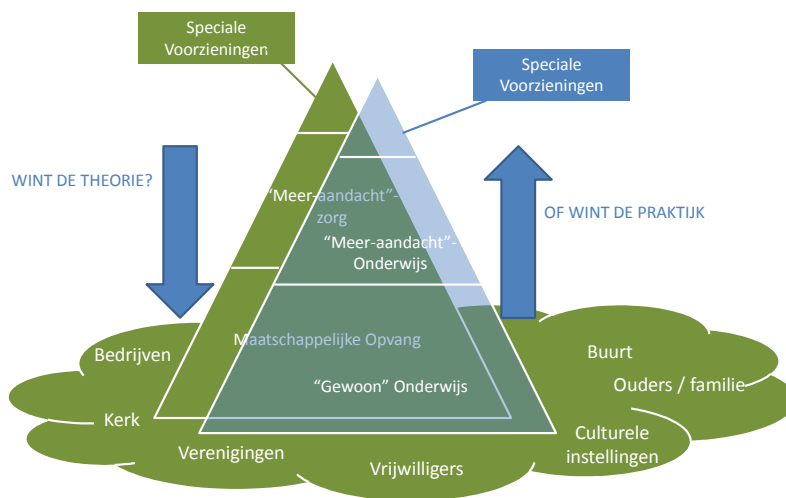 Speciale
Voorzieningen
Speciale
Voorzieningen
WINT DE THEORIE?
"Meer-aandacht"-
zorg
OF WINT DE PRAKTIJK
"Meer-aandacht"-
Onderwijs
Maatschappelijke Opvang
Bedrijven
Buurt
"Gewoon" Onderwijs
Ouders / familie
Kerk
Culturele
instellingen
Verenigingen
Vrijwilligers